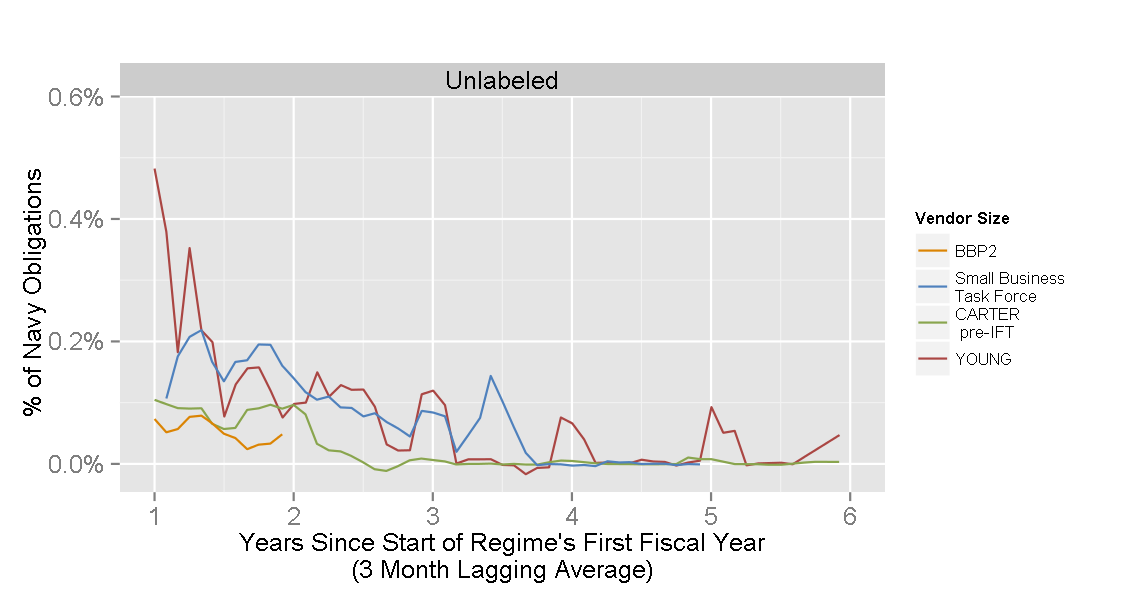 Unlabeled
0.6%
0.4%
0.2%
0.0%
% of Navy Obligations
1 2 3 4 5 6
Years Since Start of Regime's First Fiscal Year
(3 Month Lagging Average)
Vendor Size
BBP2
Small Business
Task Force
CARTER
pre-IFT
YOUNG